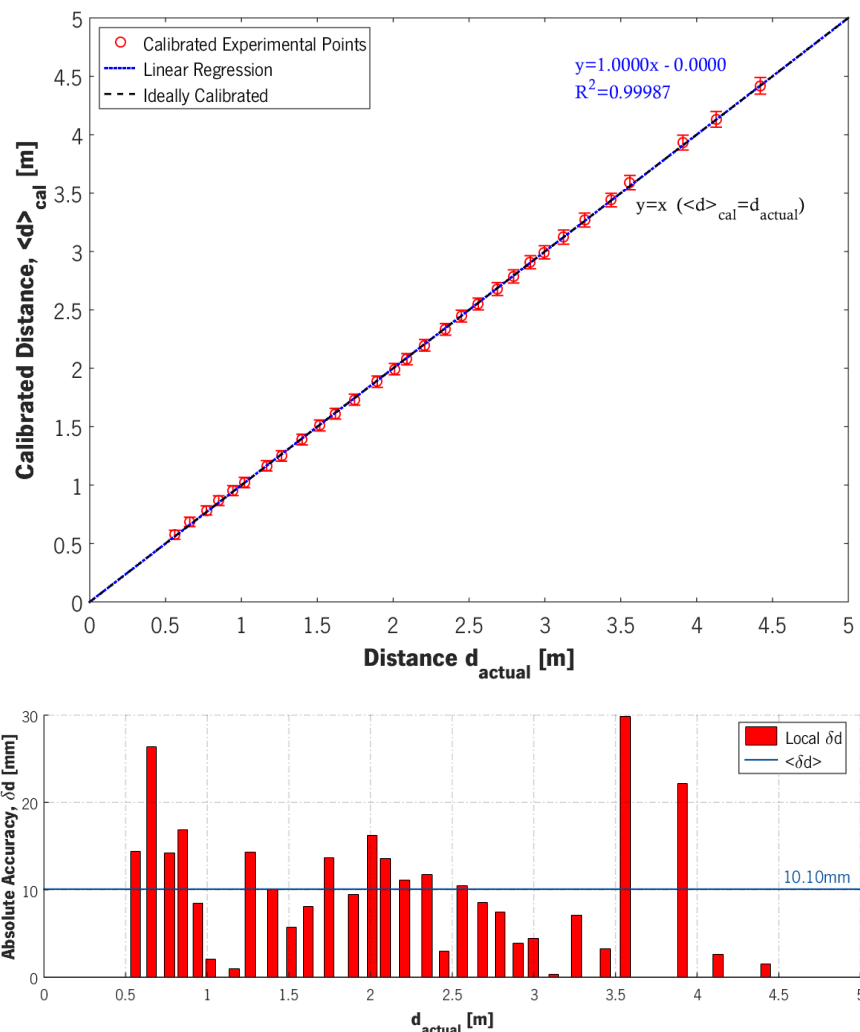 Calibrated Experimental Points
Linear Regression
Ideally Calibrated
y=1.0000x - 0.0000
R²=0.99987
y=x (<d>cal=dactual)
Calibrated Distance, <d>cal [m]
5
4.5
4
3.5
3
2.5
2
1.5
1
0.5
0
0 0.5 1 1.5 2 2.5 3 3.5 4 4.5 5
Distance dactual [m]
Absolute Accuracy, δd [mm]
30
20
10
0
Local δd
<δd>
10.10mm
0 0.5 1 1.5 2 2.5 3 3.5 4 4.5 5
dactual [m]